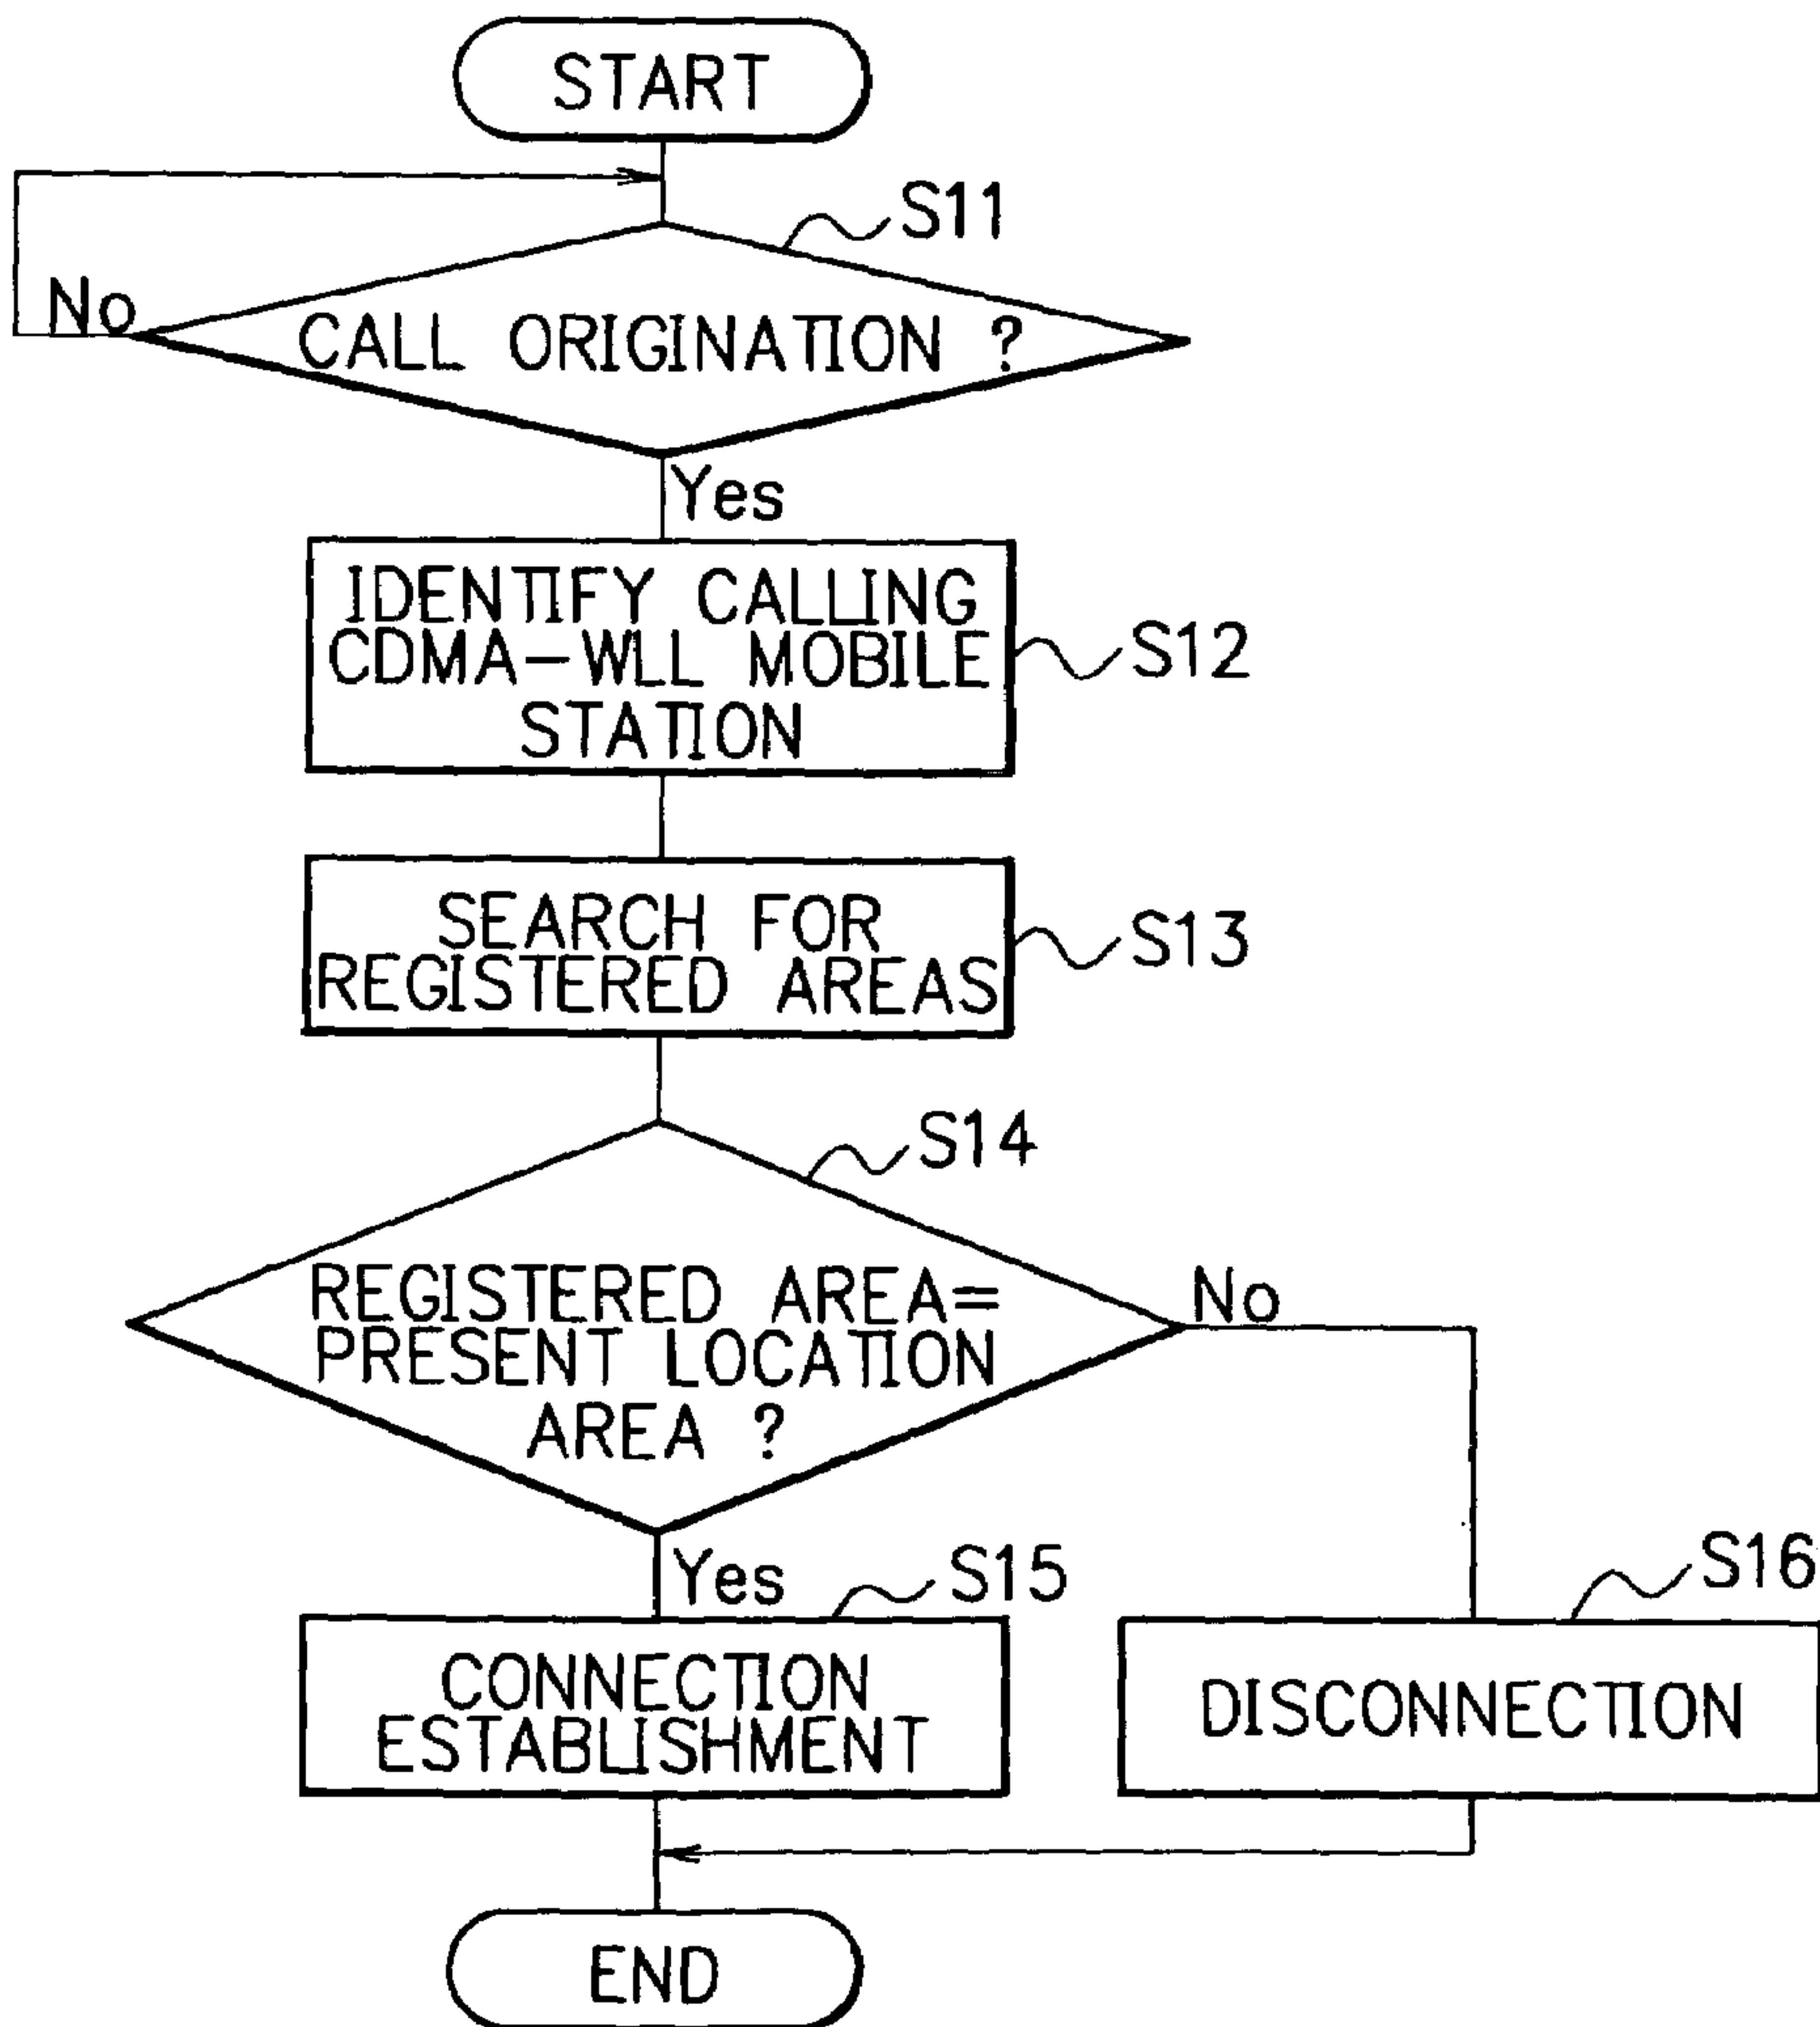 START
S11
No
CALL ORIGINATION ?
Yes
IDENTIFY CALLING
CDMA-WLL MOBILE
STATION
S12
SEARCH FOR
REGISTERED AREAS
S13
S14
REGISTERED AREA=
PRESENT LOCATION
AREA ?
No
Yes
S15
S16
CONNECTION
ESTABLISHMENT
DISCONNECTION
END